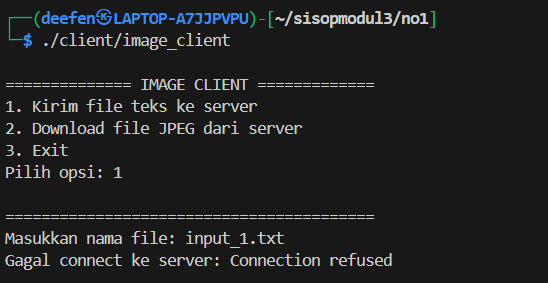 ┌──(deefen㉿LAPTOP-A7JJPVPU)-[~/sisopmodul3/no1]
└─$ ./client/image_client
============== IMAGE CLIENT =============
1. Kirim file teks ke server
2. Download file JPEG dari server
3. Exit
Pilih opsi: 1
=========================================
Masukkan nama file: input_1.txt
Gagal connect ke server: Connection refused